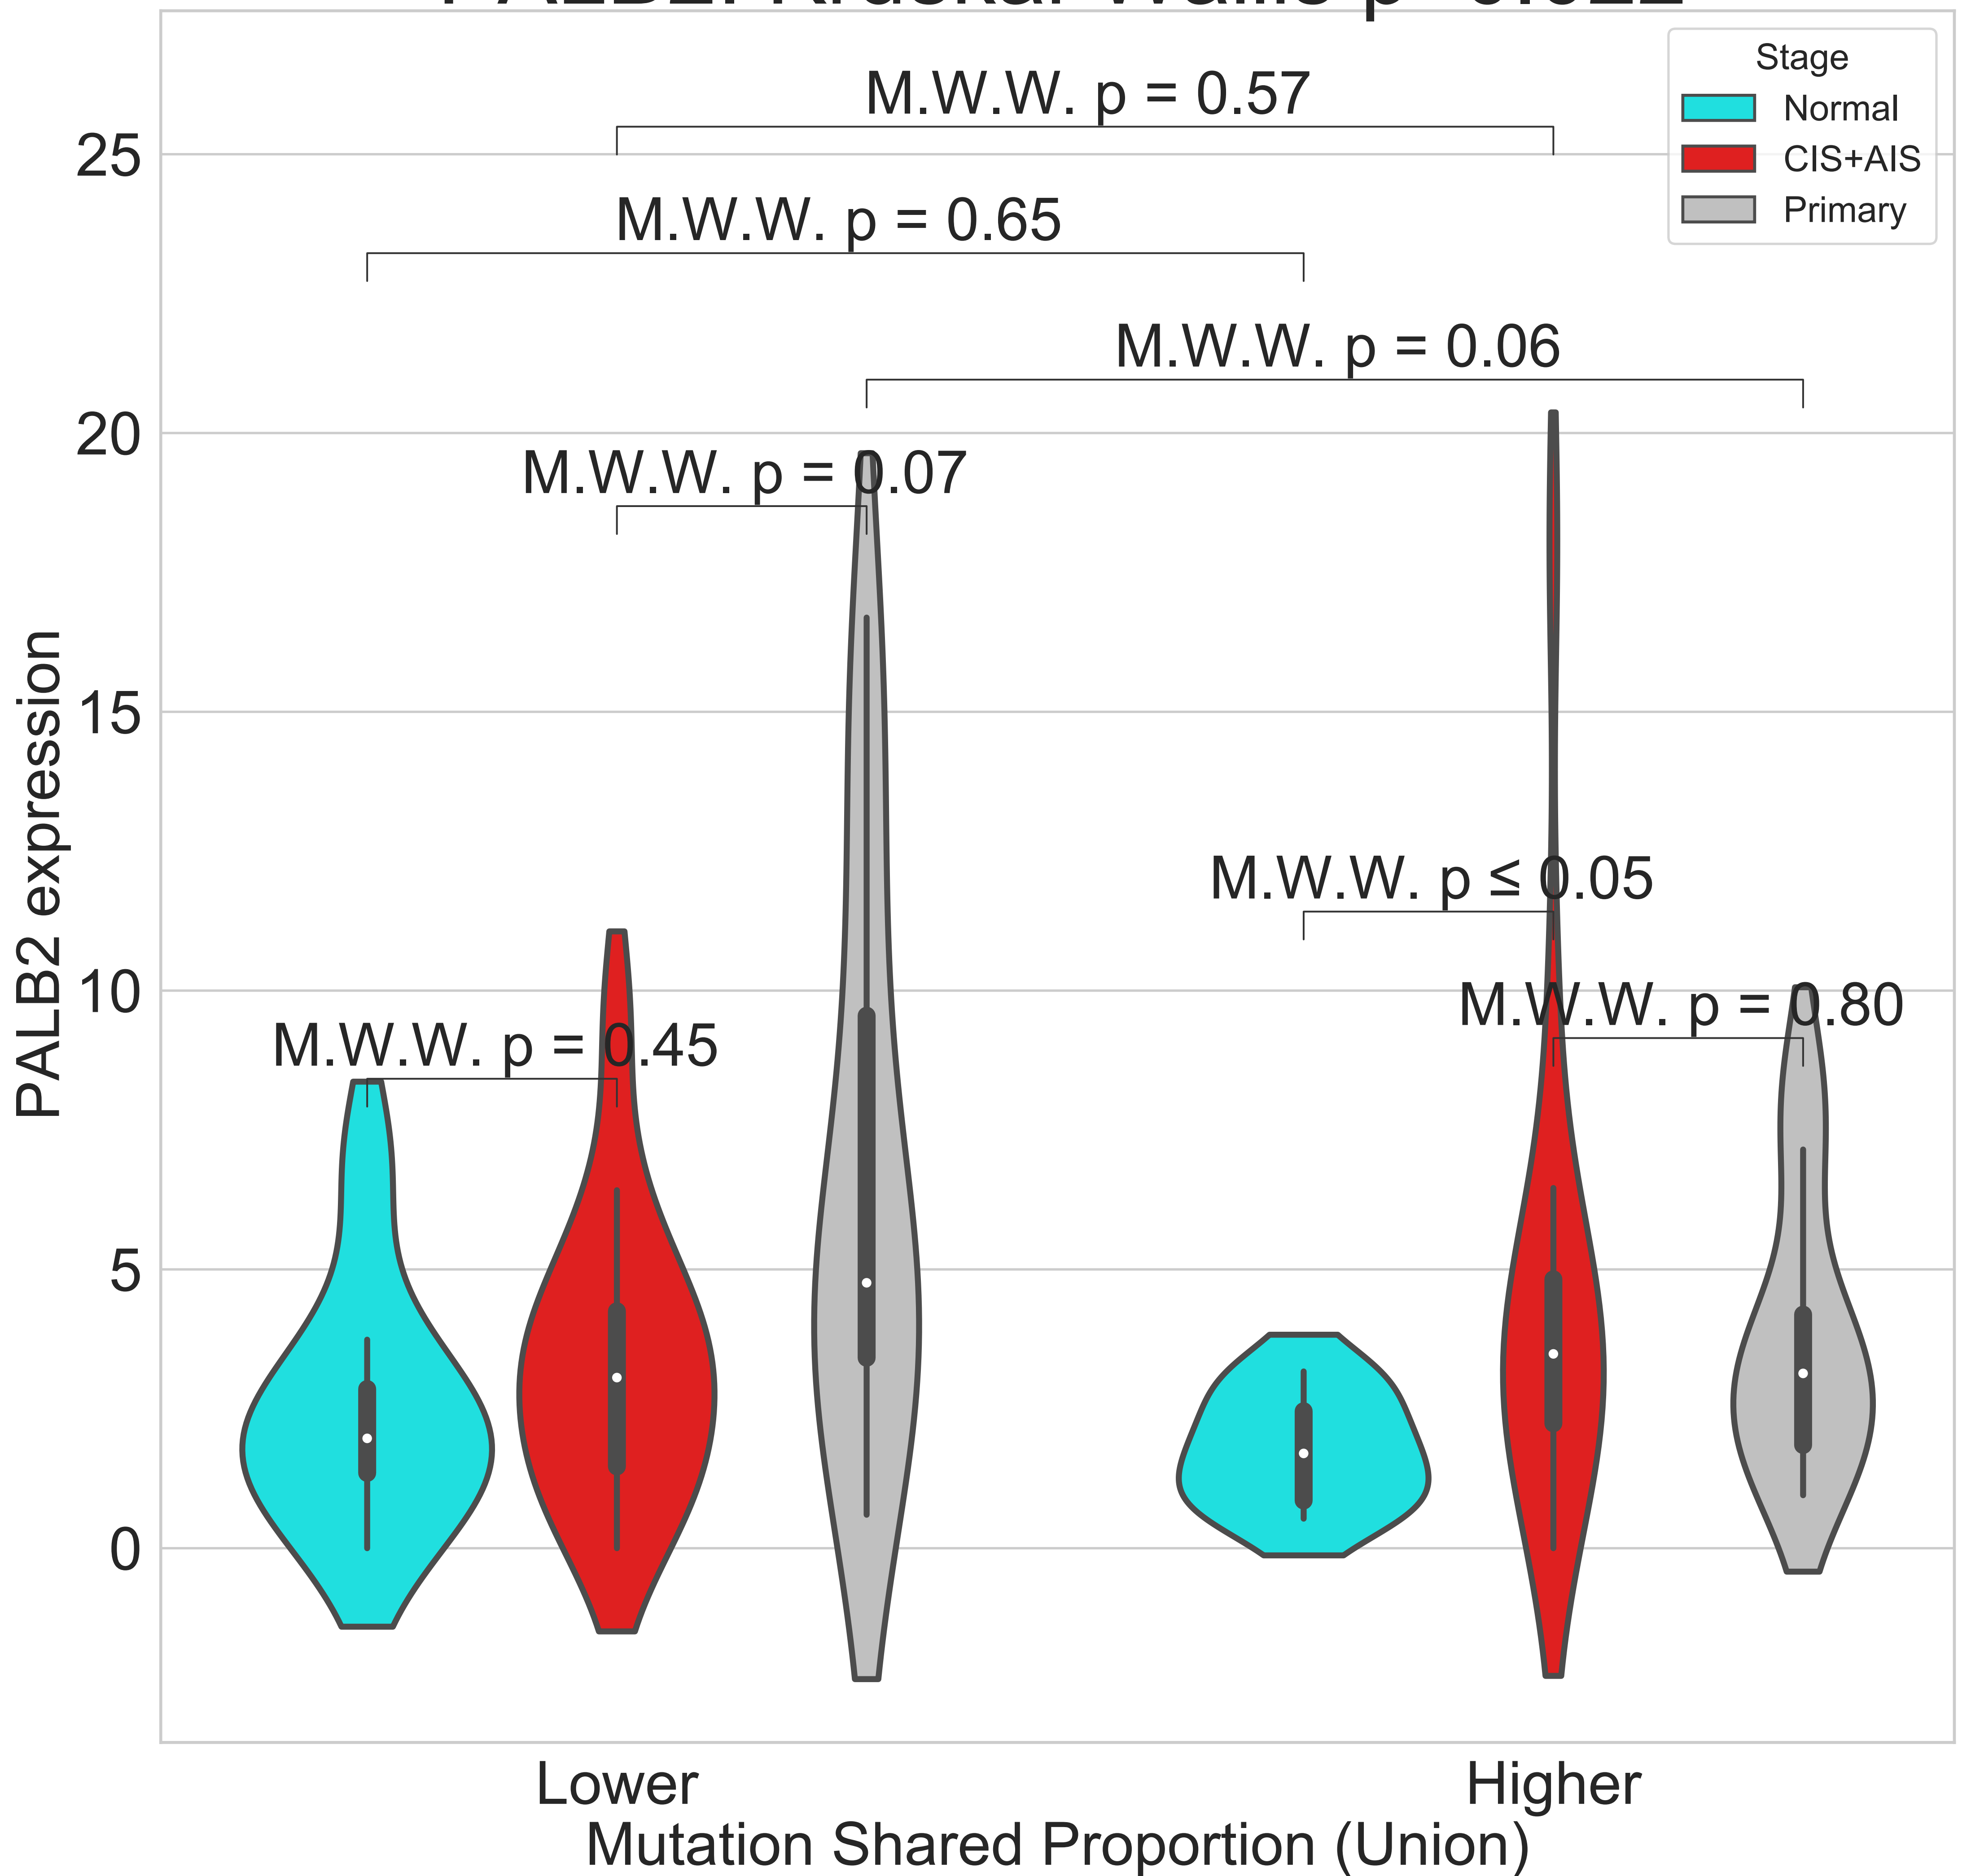 Stage
Normal
CIS+AIS
Primary
M.W.W. p = 0.57
M.W.W. p = 0.65
M.W.W. p = 0.06
M.W.W. p = 0.07
M.W.W. p ≤ 0.05
M.W.W. p = 0.80
M.W.W. p = 0.45
25
20
15
10
5
0
PALB2 expression
Lower
Higher
Mutation Shared Proportion (Union)